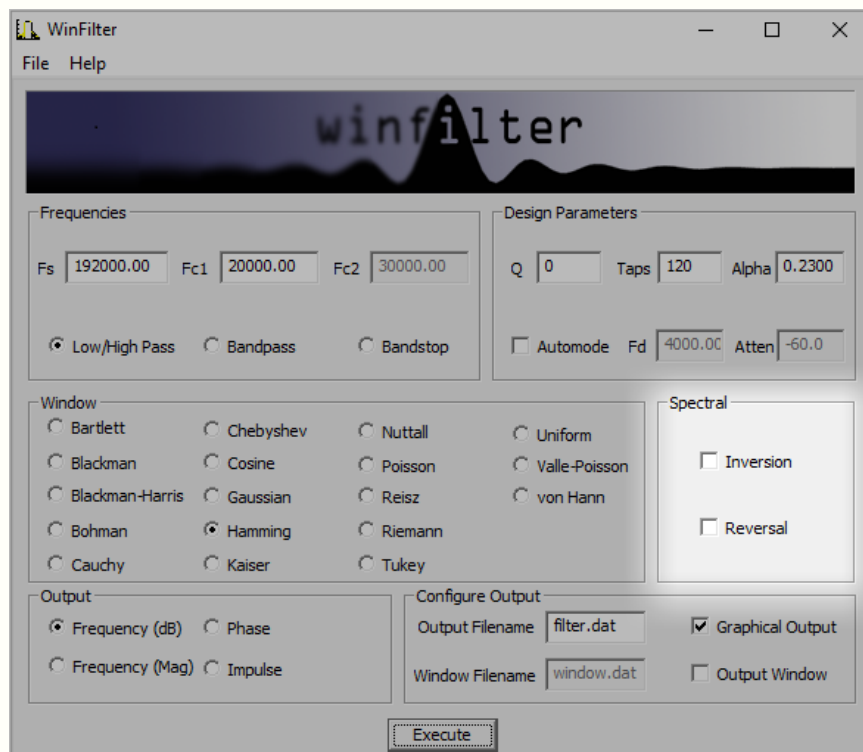 WinFilter
File Help
winfilter
Frequencies
Fs 192000.00 Fc1 20000.00 Fc2 30000.00
Low/High Pass Bandpass Bandstop
Design Parameters
Q 0 Taps 120 Alpha 0.2300
Automode Fd 4000.00 Atten -60.0
Window
Bartlett Chebyshev Nuttall Uniform
Blackman Cosine Poisson Valle-Poisson
Blackman-Harris Gaussian Reisz von Hann
Bohman Hamming Riemann
Cauchy Kaiser Tukey
Spectral
Inversion
Reversal
Output
Frequency (dB) Phase
Frequency (Mag) Impulse
Configure Output
Output Filename filter.dat Graphical Output
Window Filename window.dat Output Window
Execute